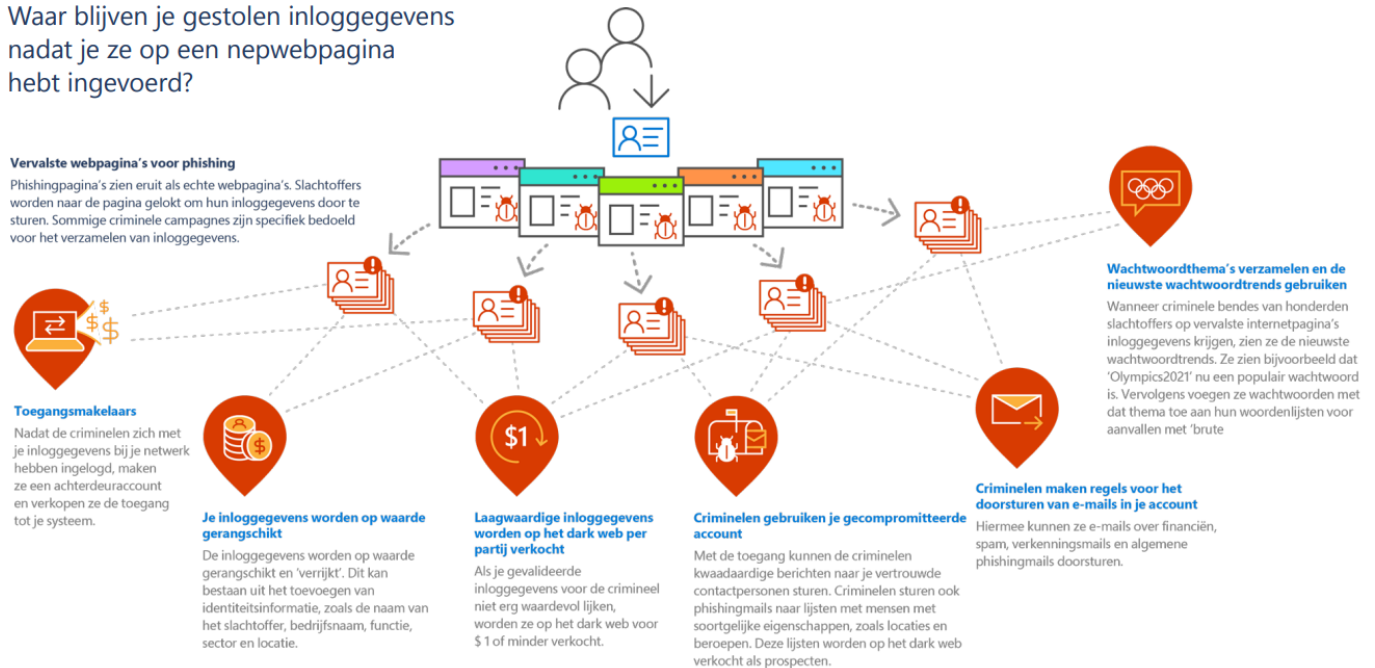 Waar blijven je gestolen inloggegevens
nadat je ze op een nepwebpagina
hebt ingevoerd?
Vervalste webpagina's voor phishing
Phishingpagina's zien eruit als echte webpagina's. Slachtoffers
worden naar de pagina gelokt om hun inloggegevens door te
sturen. Sommige criminele campagnes zijn specifiek bedoeld
voor het verzamelen van inloggegevens.
$
$
$
$
Toegangsmakelaars
Nadat de criminelen zich met
je inloggegevens bij je netwerk
hebben ingelogd, maken
ze een achterdeuraccount
en verkopen ze de toegang
tot je systeem.
$
Je inloggegevens worden op waarde
gerangschikt
De inloggegevens worden op waarde
gerangschikt en 'verrijkt'. Dit kan
bestaan uit het toevoegen van
identiteitsinformatie, zoals de naam van
het slachtoffer, bedrijfsnaam, functie,
sector en locatie.
$1
Laagwaardige inloggegevens
worden op het dark web per
partij verkocht
Als je gevalideerde
inloggegevens voor de crimineel
niet erg waardevol lijken,
worden ze op het dark web voor
$ 1 of minder verkocht.
Criminelen gebruiken je gecompromitteerde
account
Met de toegang kunnen de criminelen
kwaadaardige berichten naar je vertrouwde
contactpersonen sturen. Criminelen sturen ook
phishingmails naar lijsten met mensen met
soortgelijke eigenschappen, zoals locaties en
beroepen. Deze lijsten worden op het dark web
verkocht als prospecten.
Criminelen maken regels voor het
doorsturen van e-mails in je account
Hiermee kunnen ze e-mails over financiën,
spam, verkenningsmails en algemene
phishingmails doorsturen.
Wachtwoordthema's verzamelen en de
nieuwste wachtwoordtrends gebruiken
Wanneer criminele bendes van honderden
slachtoffers op vervalste internetpagina's
inloggegevens krijgen, zien ze de nieuwste
wachtwoordtrends. Ze zien bijvoorbeeld dat
'Olympics2021' nu een populair wachtwoord
is. Vervolgens voegen ze wachtwoorden met
dat thema toe aan hun woordenlijsten voor
aanvallen met 'brute